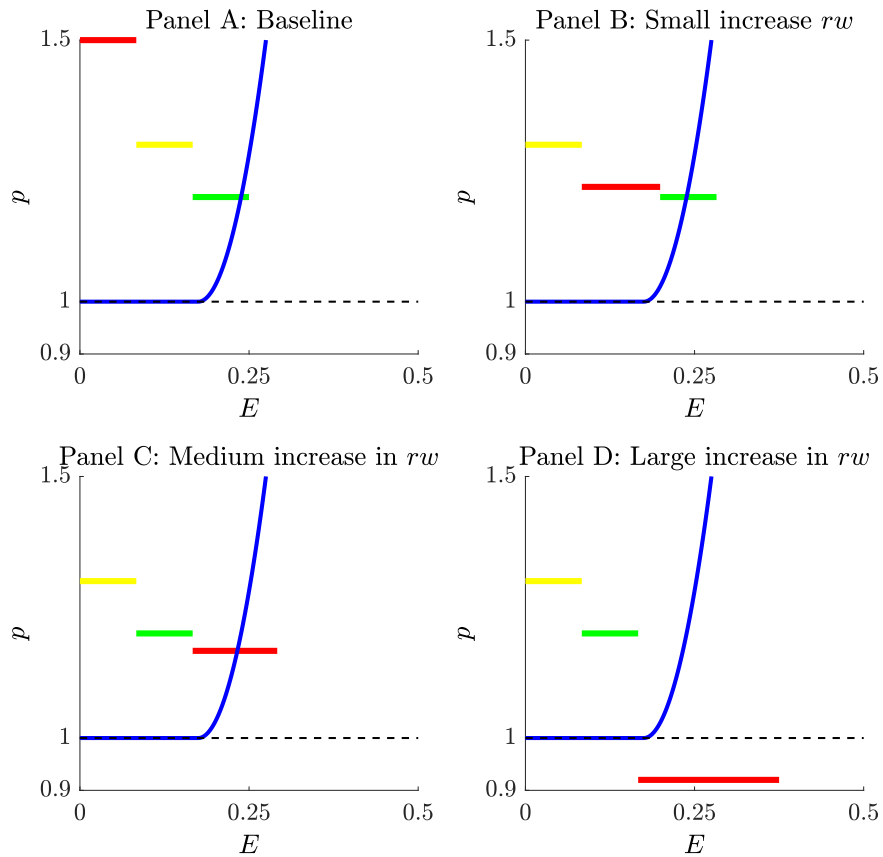 Panel A: Baseline
1.5
p
1
0.9
0
0.25
0.5
E
Panel B: Small increase rw
1.5
p
1
0.9
0
0.25
0.5
E
Panel C: Medium increase in rw
1.5
p
1
0.9
0
0.25
0.5
E
Panel D: Large increase in rw
1.5
p
1
0.9
0
0.25
0.5
E